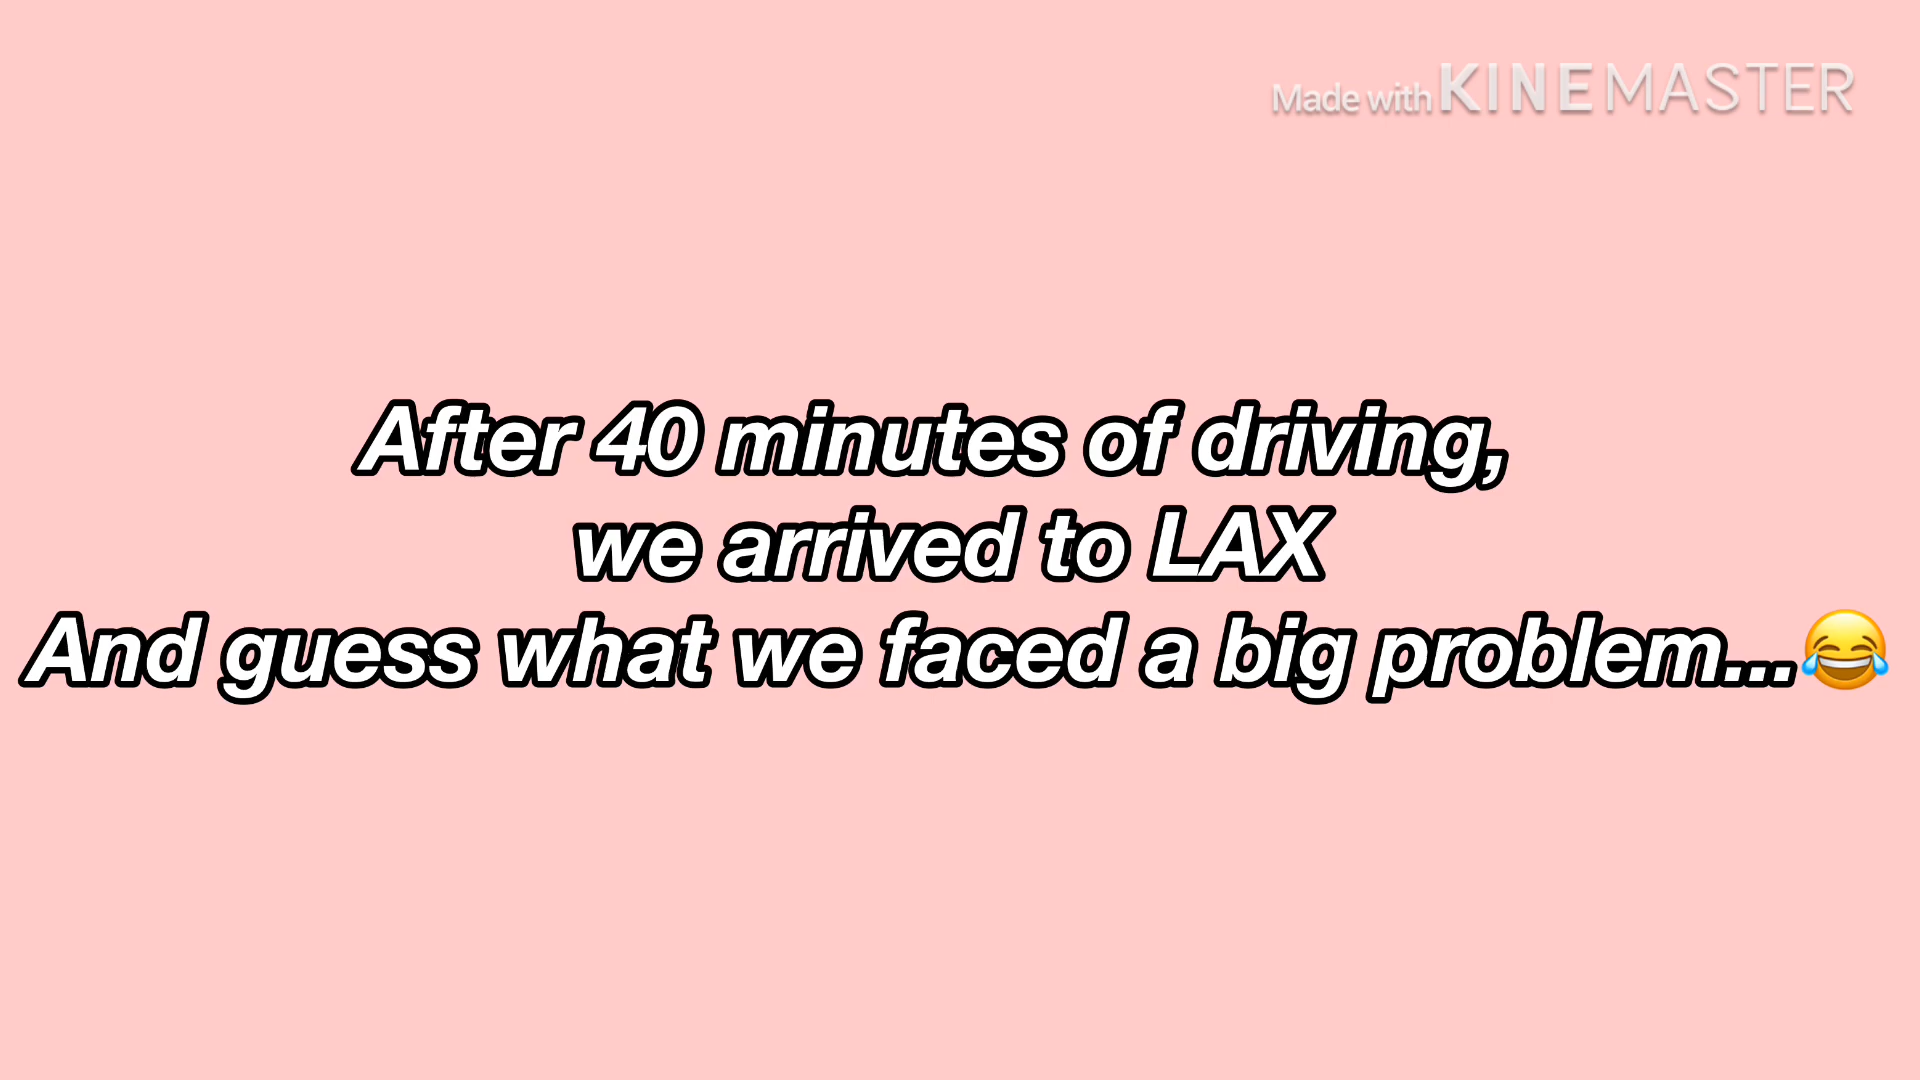 Made with KINEMASTER
After 40 minutes of driving,
we arrived to LAX
And guess what we faced a big problem...😂